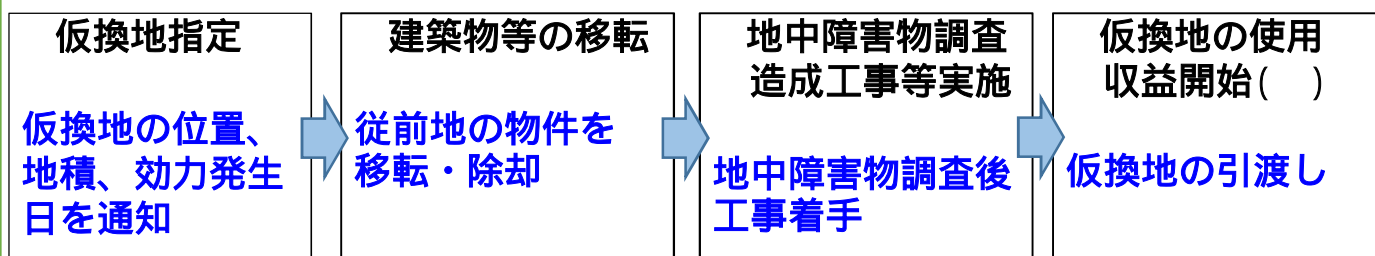 仮換地指定
仮換地の位置、
地積、効力発生
日を通知
建築物等の移転
従前地の物件を
移転・除却
地中障害物調査
造成工事等実施
地中障害物調査後
工事着手
仮換地の使用
収益開始(　)
仮換地の引渡し